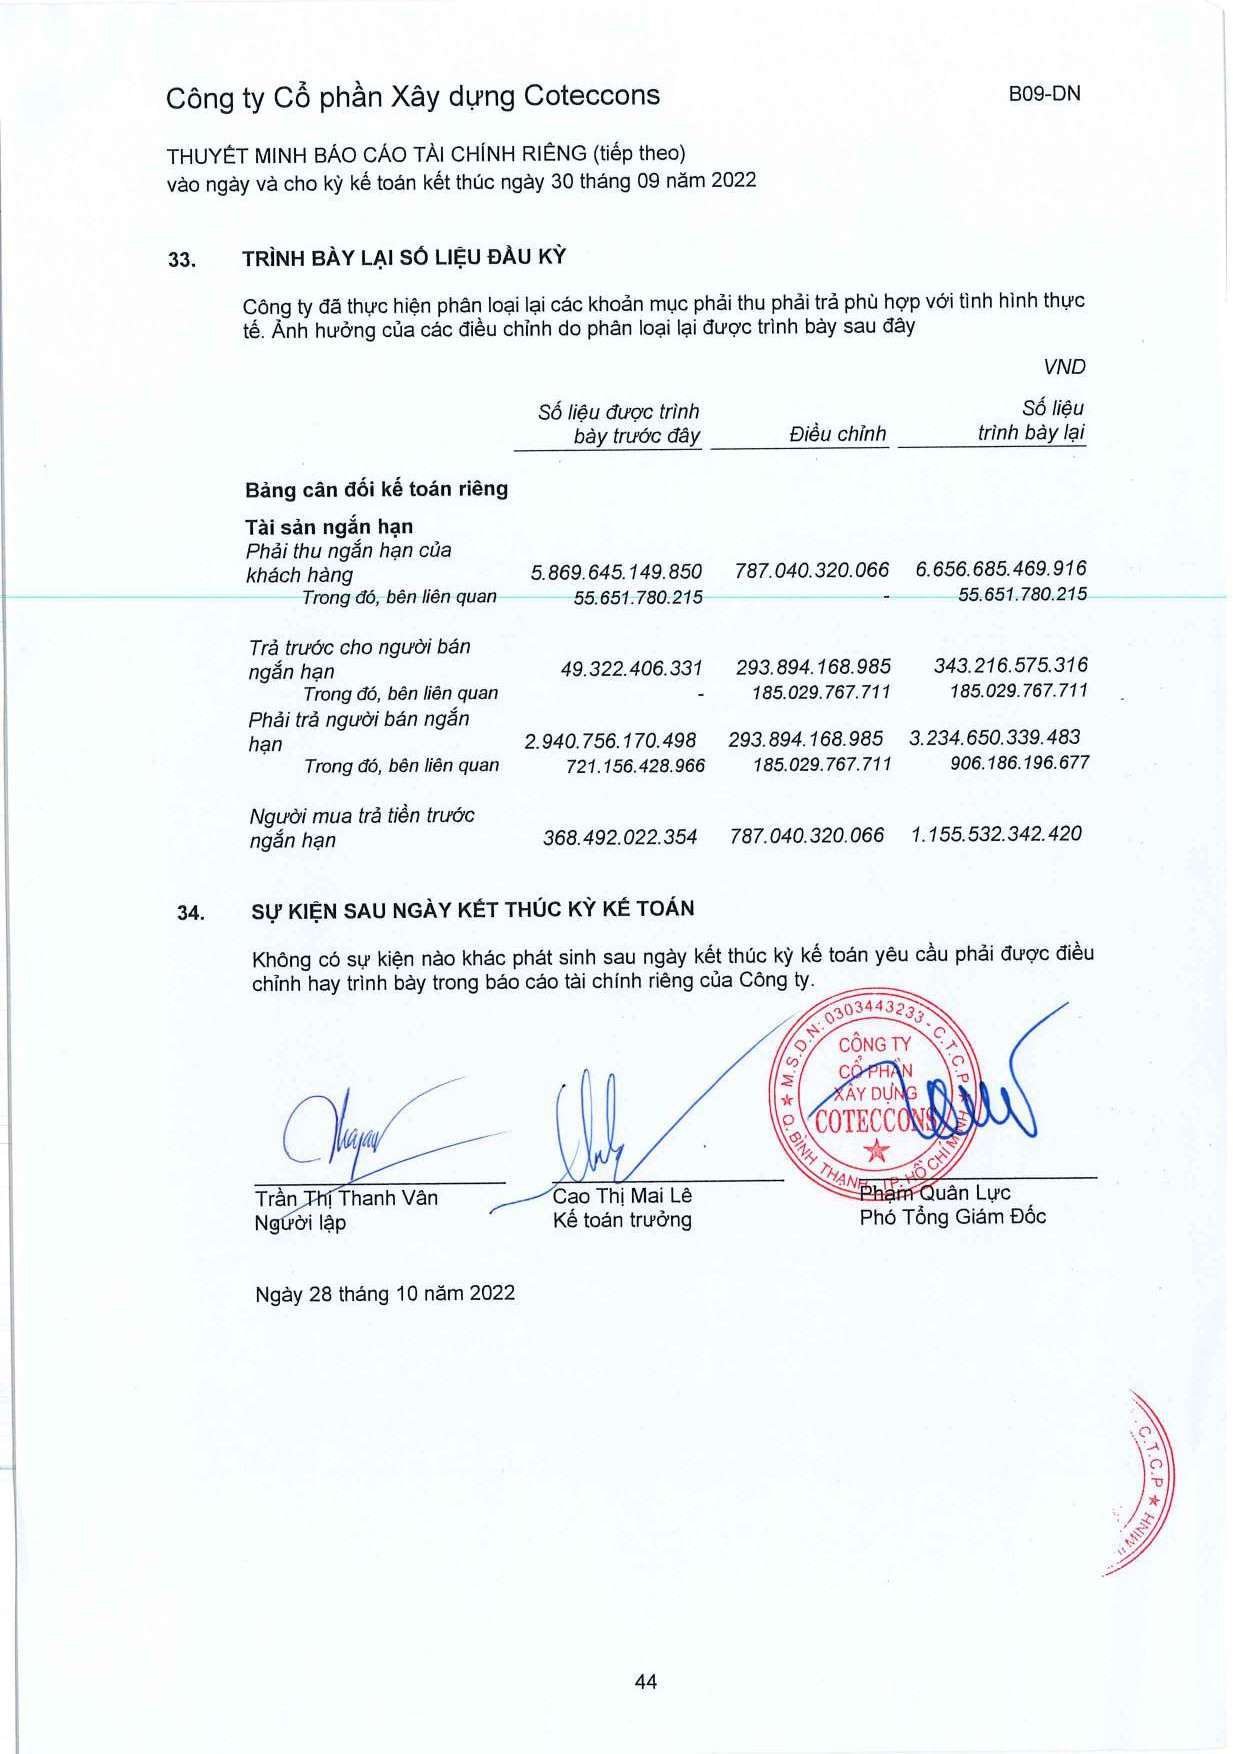 Công ty Cổ phần Xây dựng Coteccons
B09-DN
THUYẾT MINH BÁO CÁO TÀI CHÍNH RIÊNG (tiếp theo)
vào ngày và cho kỳ kế toán kết thúc ngày 30 tháng 09 năm 2022
33. TRÌNH BÀY LẠI SỐ LIỆU ĐẦU KỲ
Công ty đã thực hiện phân loại lại các khoản mục phải thu phải trả phù hợp với tình hình thực
tế. Ảnh hưởng của các điều chỉnh do phân loại lại được trình bày sau đây
VND
Số liệu được trình Số liệu
bày trước đây Điều chỉnh trình bày lại
Bảng cân đối kế toán riêng
Tài sản ngắn hạn
Phải thu ngắn hạn của
khách hàng 5.869.645.149.850 787.040.320.066 6.656.685.469.916
Trong đó, bên liên quan 55.651.780.215 - 55.651.780.215
Trả trước cho người bán
ngắn hạn 49.322.406.331 293.894.168.985 343.216.575.316
Trong đó, bên liên quan - 185.029.767.711 185.029.767.711
Phải trả người bán ngắn
hạn 2.940.756.170.498 293.894.168.985 3.234.650.339.483
Trong đó, bên liên quan 721.156.428.966 185.029.767.711 906.186.196.677
Người mua trả tiền trước
ngắn hạn 368.492.022.354 787.040.320.066 1.155.532.342.420
34. SỰ KIỆN SAU NGÀY KẾT THÚC KỲ KẾ TOÁN
Không có sự kiện nào khác phát sinh sau ngày kết thúc kỳ kế toán yêu cầu phải được điều
chỉnh hay trình bày trong báo cáo tài chính riêng của Công ty.
M.S.D.N: 0303443233 - C.T.C.P
CÔNG TY
CỔ PHẦN
XÂY DỰNG
COTECCONS
Q. BÌNH THẠNH - TP. HỒ CHÍ MINH
Trần Thị Thanh Vân
Người lập
Cao Thị Mai Lê
Kế toán trưởng
Phạm Quân Lực
Phó Tổng Giám Đốc
Ngày 28 tháng 10 năm 2022
C.T.C.P
MINH
44